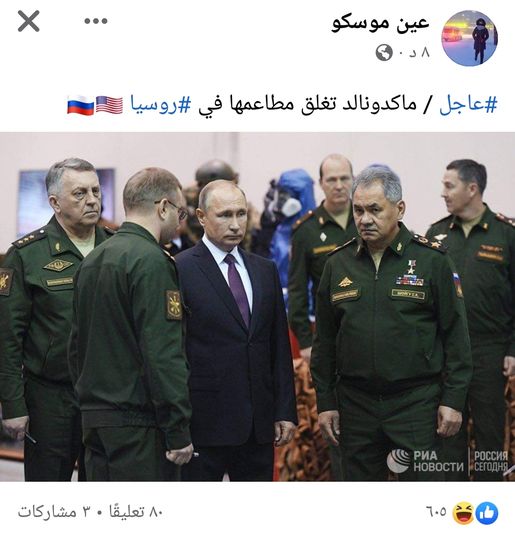 عين موسكو
٨ د ·
#عاجل / ماكدونالد تغلق مطاعمها في #روسيا
РИА НОВОСТИ
РОССИЯ СЕГОДНЯ
٦٠٥
٨٠ تعليقًا • ٣ مشاركات